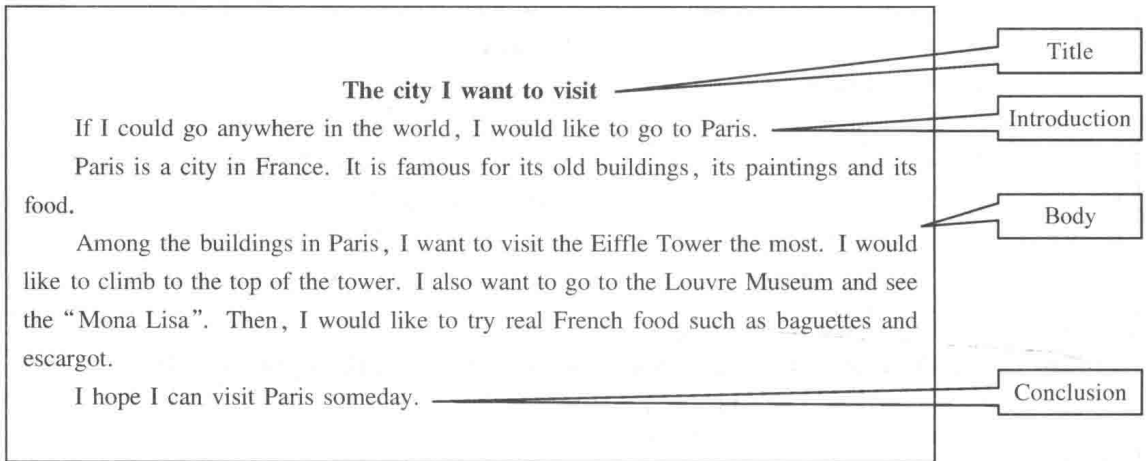 The city I want to visit
If I could go anywhere in the world, I would like to go to Paris.
Paris is a city in France. It is famous for its old buildings, its paintings and its
food.
Among the buildings in Paris, I want to visit the Eiffle Tower the most. I would
like to climb to the top of the tower. I also want to go to the Louvre Museum and see
the “Mona Lisa”. Then, I would like to try real French food such as baguettes and
escargot.
I hope I can visit Paris someday.
Title
Introduction
Body
Conclusion